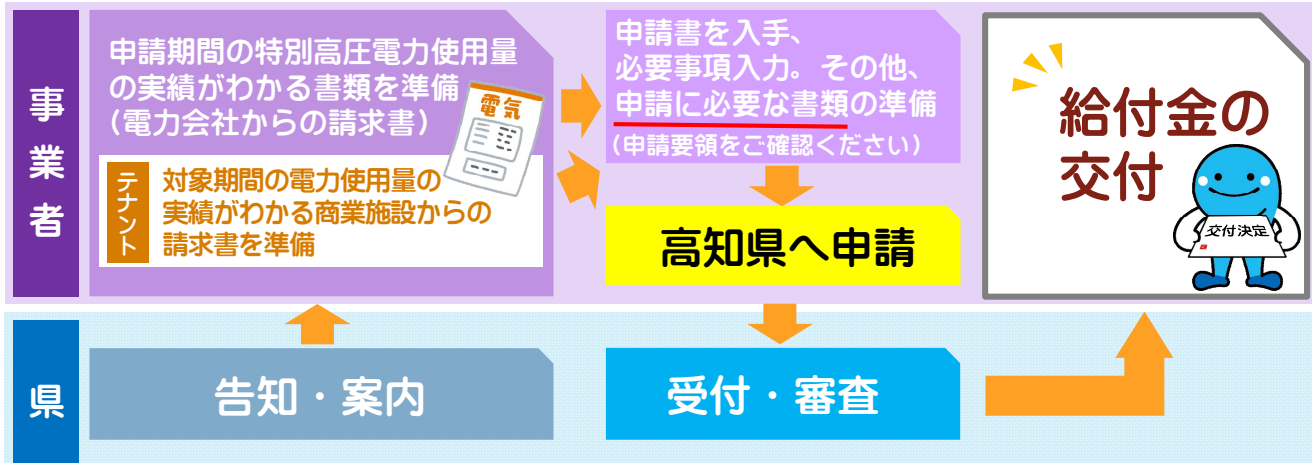 事業者
申請期間の特別高圧電力使用量
の実績がわかる書類を準備
（電力会社からの請求書）
電気
テナント
対象期間の電力使用量の
実績がわかる商業施設からの
請求書を準備
申請書を入手、
必要事項入力。その他、
申請に必要な書類の準備
（申請要領をご確認ください）
高知県へ申請
給付金の
交付
交付決定
県
告知・案内
受付・審査